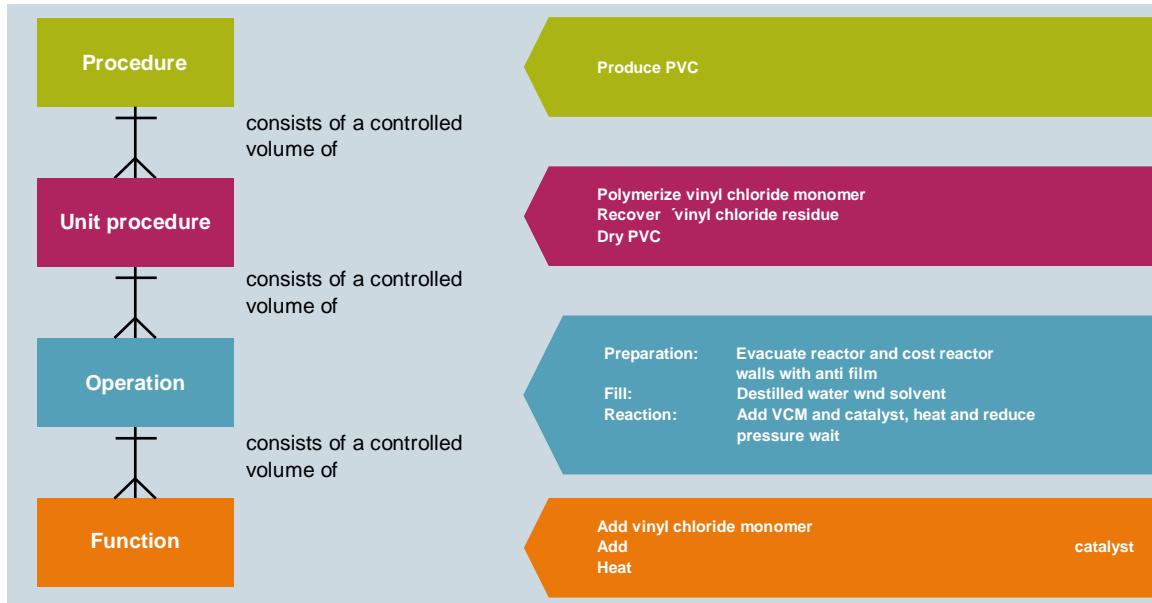 Procedure
Produce PVC
consists of a controlled
volume of
Unit procedure
Polymerize vinyl chloride monomer
Recover ´vinyl chloride residue
Dry PVC
consists of a controlled
volume of
Operation
Preparation: Evacuate reactor and cost reactor
walls with anti film
Fill: Destilled water wnd solvent
Reaction: Add VCM and catalyst, heat and reduce
pressure wait
consists of a controlled
volume of
Function
Add vinyl chloride monomer
Add catalyst
Heat